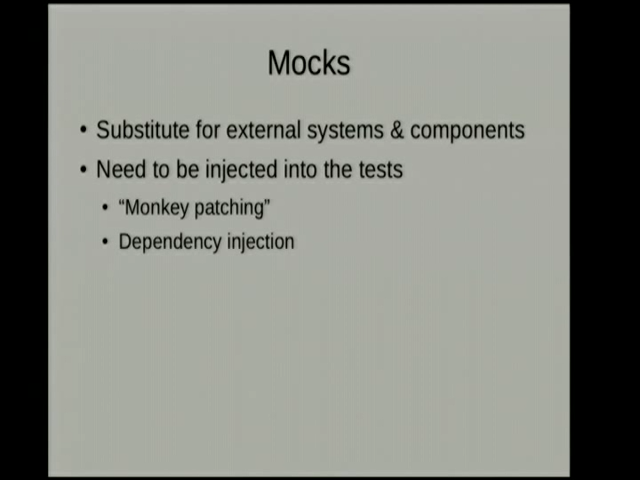 Mocks
• Substitute for external systems & components
• Need to be injected into the tests
• “Monkey patching”
• Dependency injection